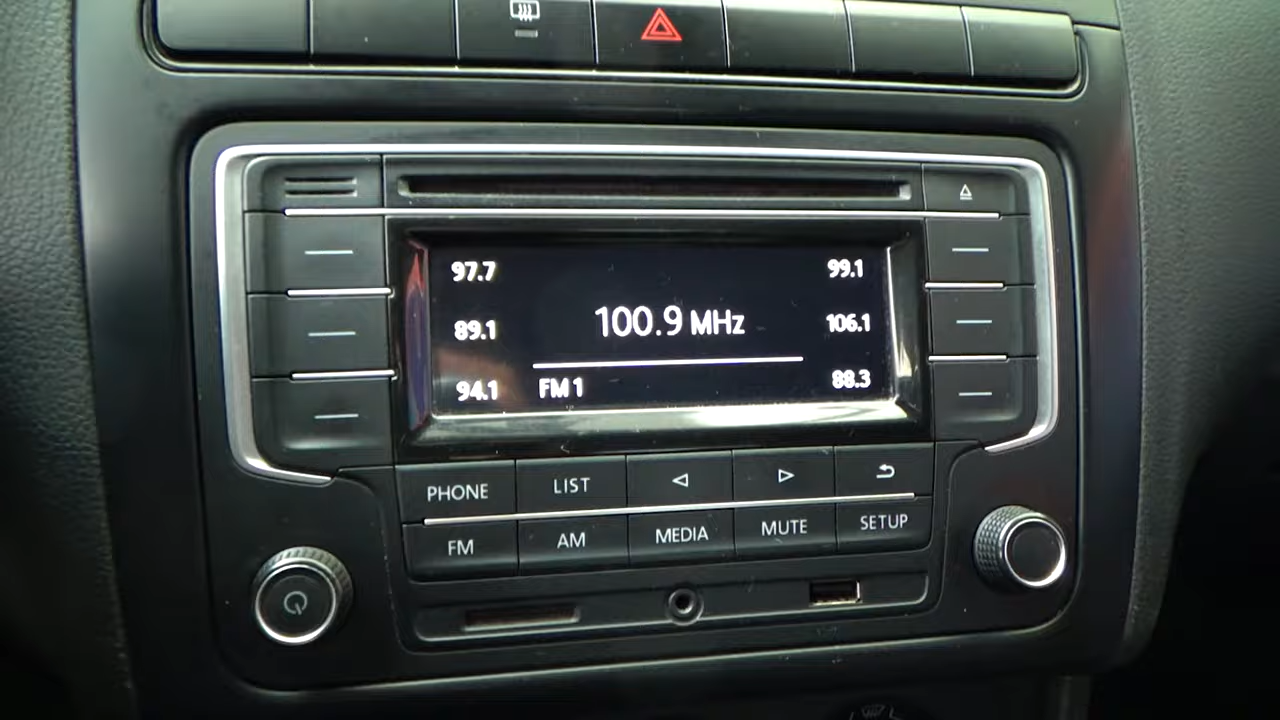 97.7 99.1
100.9 MHz
89.1 106.1
94.1 FM 1 88.3
PHONE LIST
FM AM MEDIA MUTE SETUP